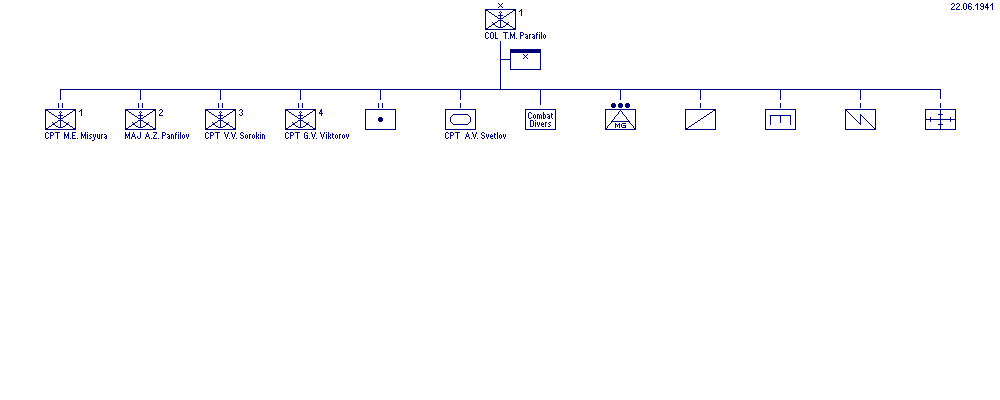 22.06.1941
1
COL T.M. Parafilo
1
2
3
4
Combat
Divers
MG
CPT M.E. Misyura
MAJ A.Z. Panfilov
CPT V.V. Sorokin
CPT G.V. Viktorov
CPT A.V. Svetlov